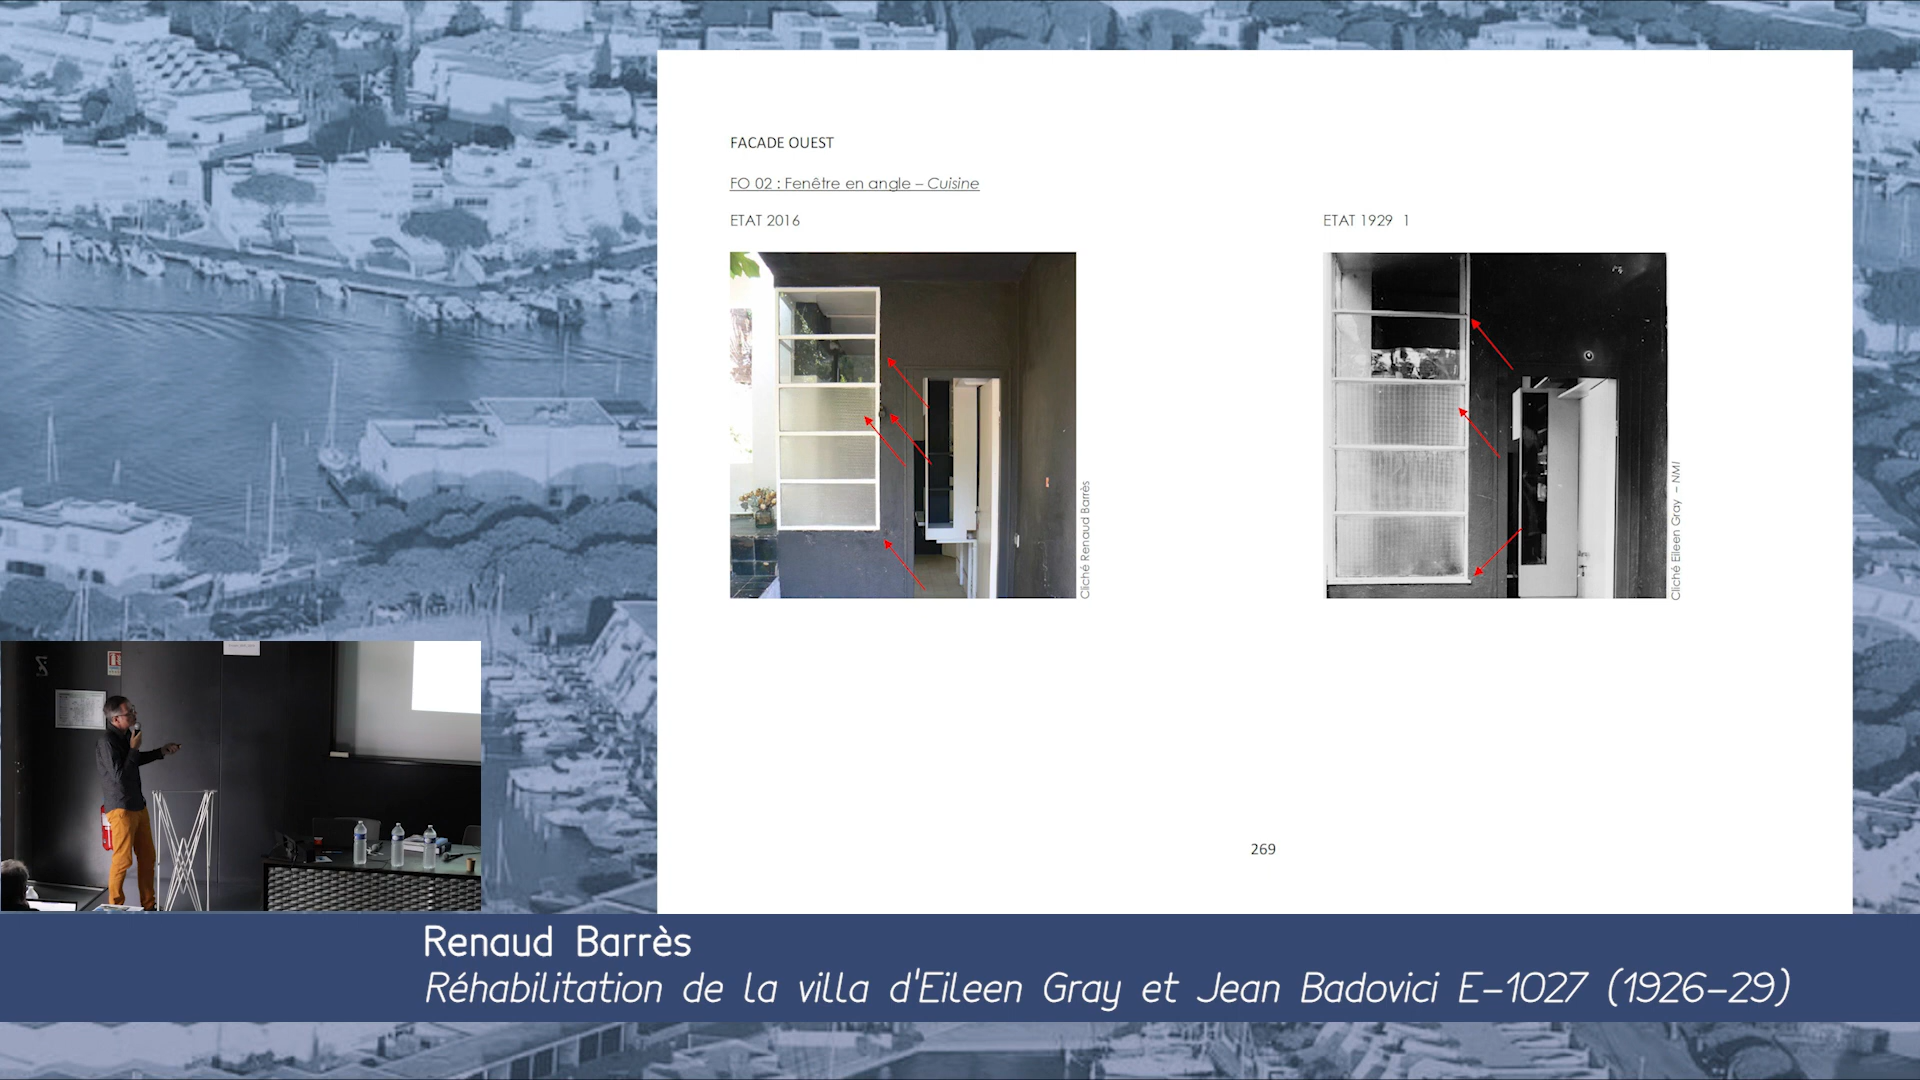 FACADE OUEST
FO 02 : Fenêtre en angle – Cuisine
ETAT 2016
ETAT 1929 1
Cliché Renaud Barrès
Cliché Eileen Gray – NMI
269
Renaud Barrès
Réhabilitation de la villa d'Eileen Gray et Jean Badovici E-1027 (1926-29)